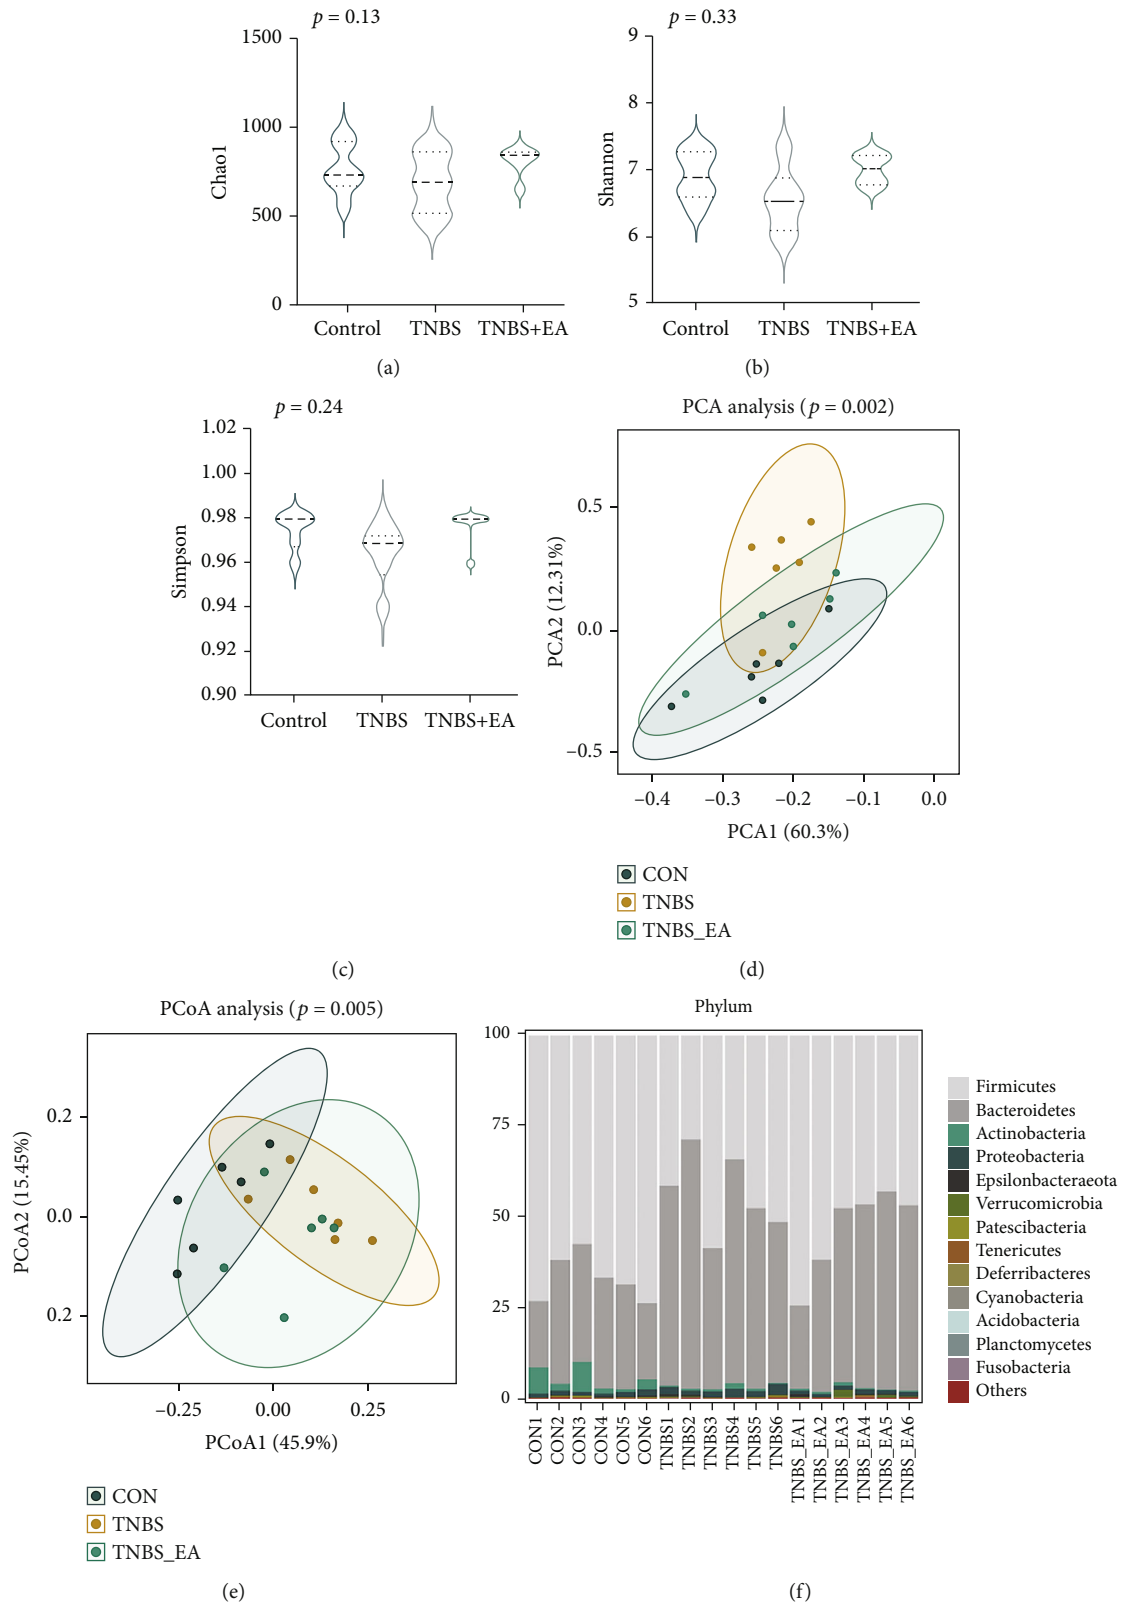 p = 0.13
Chao1
1500
1000
500
0
Control
TNBS
TNBS+EA
(a)
p = 0.33
Shannon
9
8
7
6
5
Control
TNBS
TNBS+EA
(b)
p = 0.24
Simpson
1.02
1.00
0.98
0.96
0.94
0.92
0.90
Control
TNBS
TNBS+EA
(c)
PCA analysis (p = 0.002)
PCA2 (12.31%)
0.5
0.0
−0.5
−0.4
−0.3
−0.2
−0.1
0.0
PCA1 (60.3%)
CON
TNBS
TNBS_EA
(d)
PCoA analysis (p = 0.005)
PCoA2 (15.45%)
0.2
0.0
0.2
−0.25
0.00
0.25
PCoA1 (45.9%)
CON
TNBS
TNBS_EA
(e)
Phylum
100
75
50
25
0
CON1
CON2
CON3
CON4
CON5
CON6
TNBS1
TNBS2
TNBS3
TNBS4
TNBS5
TNBS6
TNBS_EA1
TNBS_EA2
TNBS_EA3
TNBS_EA4
TNBS_EA5
TNBS_EA6
Firmicutes
Bacteroidetes
Actinobacteria
Proteobacteria
Epsilonbacteraeota
Verrucomicrobia
Patescibacteria
Tenericutes
Deferribacteres
Cyanobacteria
Acidobacteria
Planctomycetes
Fusobacteria
Others
(f)